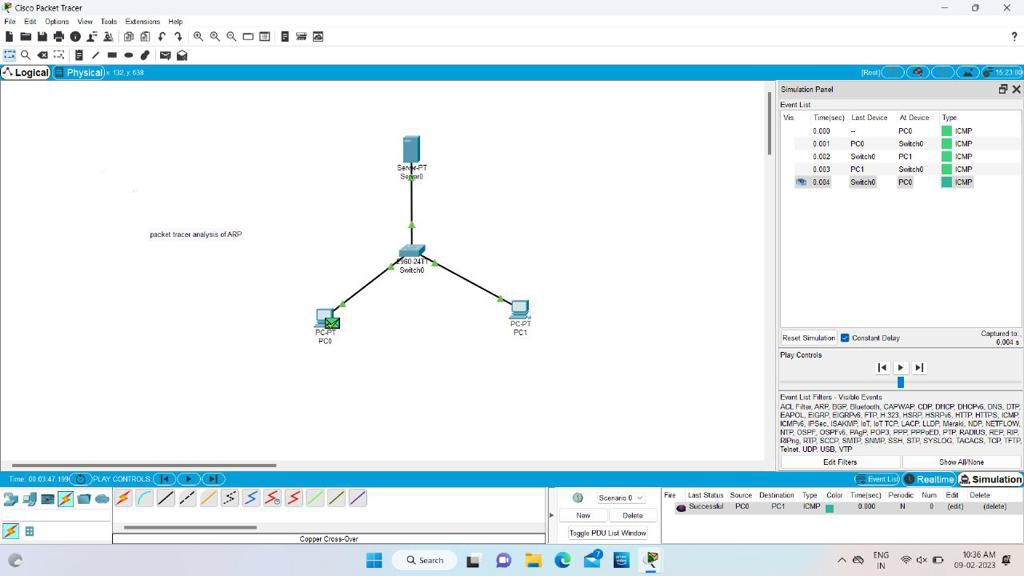 Cisco Packet Tracer
File Edit Options View Tools Extensions Help
Logical Physical x: 132, y: 638 [Root] 15:23:00
Simulation Panel
Event List
Vis. Time(sec) Last Device At Device Type
0.000 -- PC0 ICMP
0.001 PC0 Switch0 ICMP
0.002 Switch0 PC1 ICMP
0.003 PC1 Switch0 ICMP
0.004 Switch0 PC0 ICMP
Server-PT
Server0
packet tracer analysis of ARP
2960-24TT
Switch0
PC-PT
PC0
PC-PT
PC1
Reset Simulation Constant Delay Captured to:
0.004 s
Play Controls
Event List Filters - Visible Events
ACL Filter, ARP, BGP, Bluetooth, CAPWAP, CDP, DHCP, DHCPv6, DNS, DTP,
EAPOL, EIGRP, EIGRPv6, FTP, H.323, HSRP, HSRPv6, HTTP, HTTPS, ICMP,
ICMPv6, IPSec, ISAKMP, IoT, IoT TCP, LACP, LLDP, Meraki, NDP, NETFLOW,
NTP, OSPF, OSPFv6, PAgP, POP3, PPP, PPPoED, PTP, RADIUS, REP, RIP,
RIPng, RTP, SCCP, SMTP, SNMP, SSH, STP, SYSLOG, TACACS, TCP, TFTP,
Telnet, UDP, USB, VTP
Edit Filters Show All/None
Time: 00:03:47.199 PLAY CONTROLS: Event List Realtime Simulation
Scenario 0
New Delete
Toggle PDU List Window
Fire Last Status Source Destination Type Color Time(sec) Periodic Num Edit Delete
Successful PC0 PC1 ICMP 0.000 N 0 (edit) (delete)
Copper Cross-Over
Search
ENG
IN
10:36 AM
09-02-2023